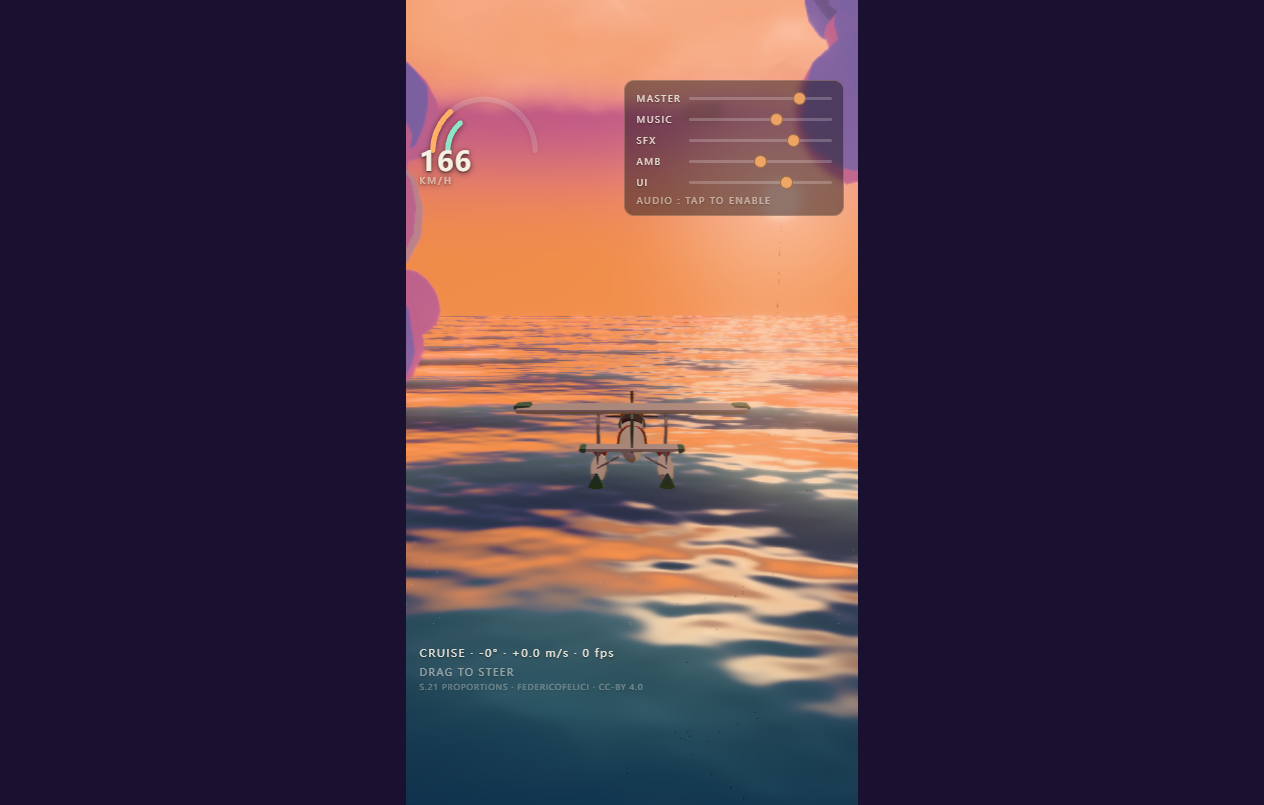 MASTER
MUSIC
SFX
AMB
UI
AUDIO : TAP TO ENABLE
166
KM/H
CRUISE · -0° · +0.0 m/s · 0 fps
DRAG TO STEER
S.21 PROPORTIONS · FEDERICOFELICI · CC-BY 4.0